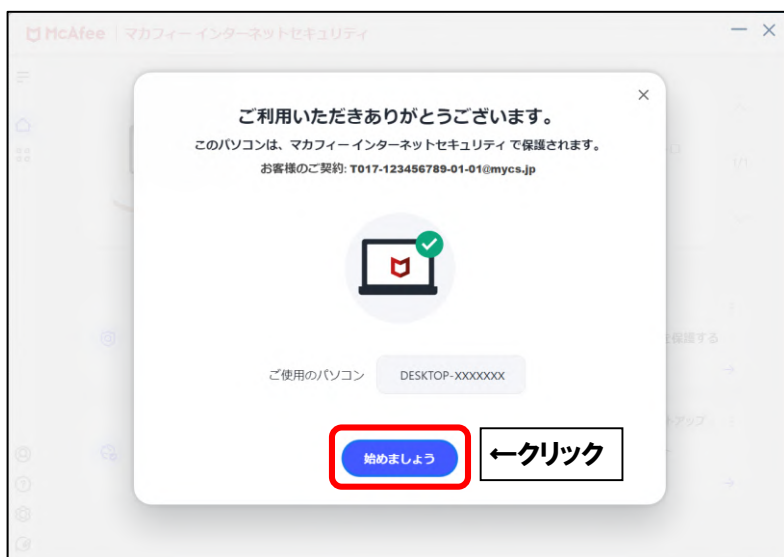 McAfee マカフィー インターネットセキュリティ
ご利用いただきありがとうございます。
このパソコンは、マカフィー インターネットセキュリティ で保護されます。
お客様のご契約: T017-123456789-01-01@mycs.jp
を保護する
ご使用のパソコン DESKTOP-XXXXXXX
始めましょう
←クリック